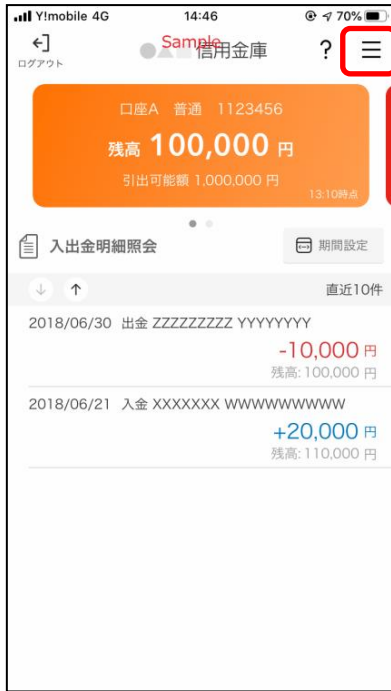 Y!mobile 4G 14:46 70%
Sample
信用金庫 ?
ログアウト
口座A 普通 1123456
残高 100,000 円
引出可能額 1,000,000 円
13:10時点
入出金明細照会 期間設定
↓ ↑ 直近10件
2018/06/30 出金 ZZZZZZZZZ YYYYYYYY
-10,000 円
残高:100,000 円
2018/06/21 入金 XXXXXXX WWWWWWWWW
+20,000 円
残高:110,000 円